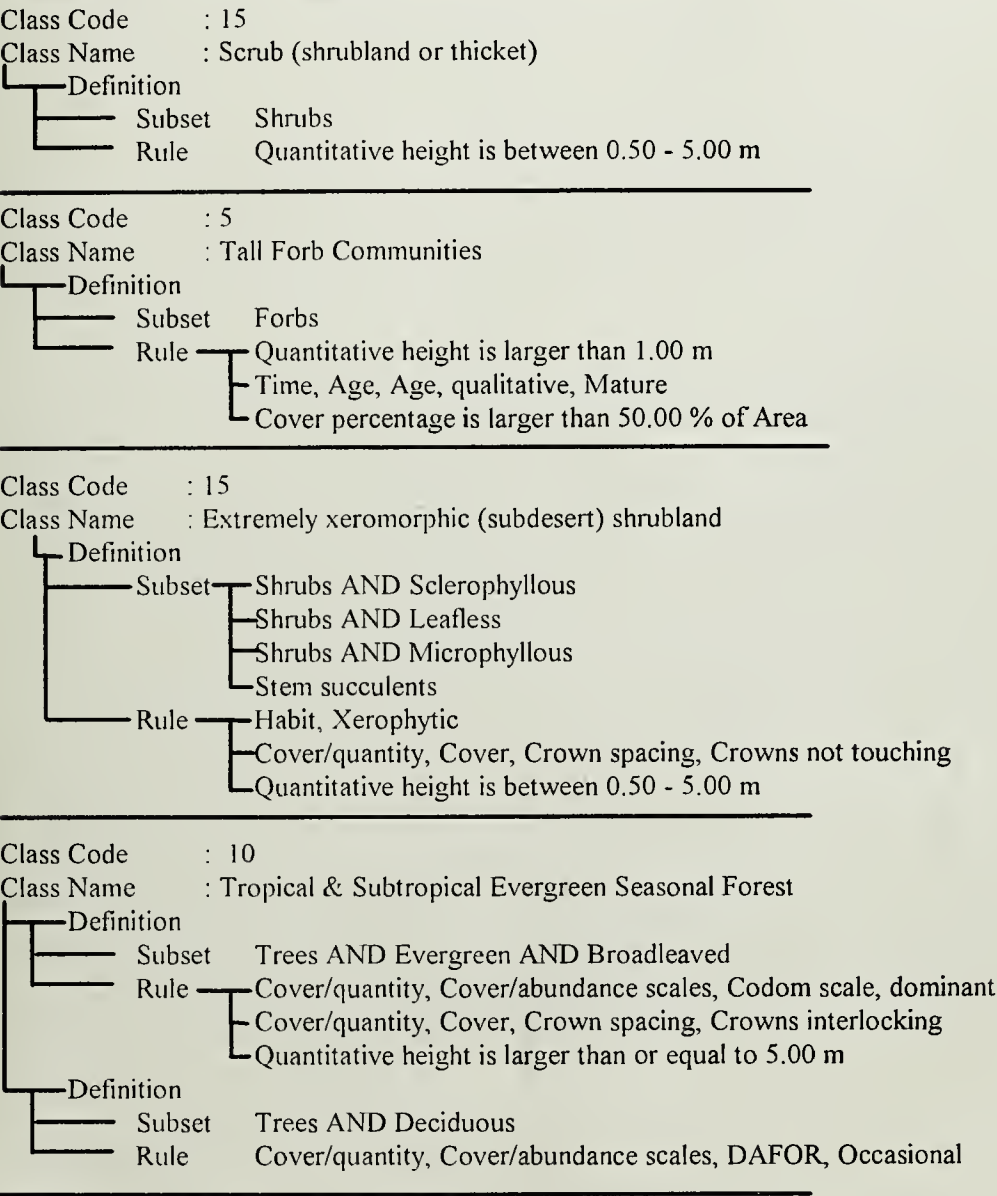 Class Code : 15
Class Name : Scrub (shrubland or thicket)
Definition
Subset Shrubs
Rule Quantitative height is between 0.50 - 5.00 m
Class Code : 5
Class Name : Tall Forb Communities
Definition
Subset Forbs
Rule Quantitative height is larger than 1.00 m
Time, Age, Age, qualitative, Mature
Cover percentage is larger than 50.00 % of Area
Class Code : 15
Class Name : Extremely xeromorphic (subdesert) shrubland
Definition
Subset Shrubs AND Sclerophyllous
Shrubs AND Leafless
Shrubs AND Microphyllous
Stem succulents
Rule Habit, Xerophytic
Cover/quantity, Cover, Crown spacing, Crowns not touching
Quantitative height is between 0.50 - 5.00 m
Class Code : 10
Class Name : Tropical & Subtropical Evergreen Seasonal Forest
Definition
Subset Trees AND Evergreen AND Broadleaved
Rule Cover/quantity, Cover/abundance scales, Codom scale, dominant
Cover/quantity, Cover, Crown spacing, Crowns interlocking
Quantitative height is larger than or equal to 5.00 m
Definition
Subset Trees AND Deciduous
Rule Cover/quantity, Cover/abundance scales, DAFOR, Occasional